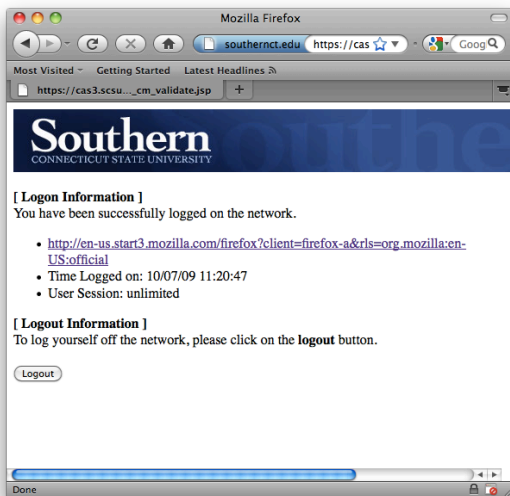 Mozilla Firefox
southernct.edu https://cas Goog
Most Visited Getting Started Latest Headlines
https://cas3.scsu..._cm_validate.jsp +
Southern
CONNECTICUT STATE UNIVERSITY
[ Logon Information ]
You have been successfully logged on the network.
• http://en-us.start3.mozilla.com/firefox?client=firefox-a&rls=org.mozilla:en-
US:official
• Time Logged on: 10/07/09 11:20:47
• User Session: unlimited
[ Logout Information ]
To log yourself off the network, please click on the logout button.
Logout
Done